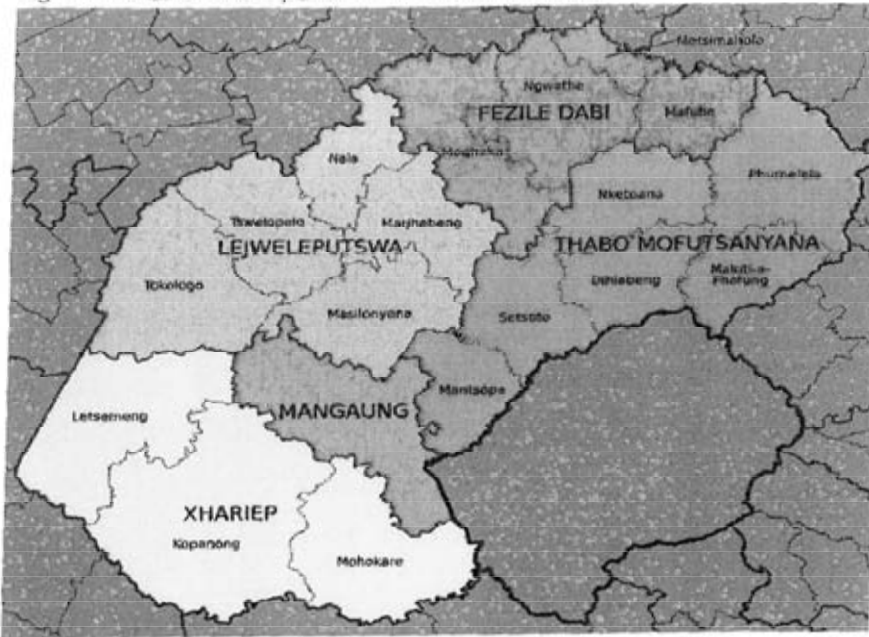 Metsimaholo
Ngwathe
FEZILE DABI
Mafube
Moqhaka
Nala
Phumelela
Nketoana
Tswelopele
Matjhabeng
LEJWELEPUTSWA
THABO MOFUTSANYANA
Tokologo
Dihlabeng
Maluti-a-
Phofung
Masilonyana
Setsoto
Mantsopa
Letsemeng
MANGAUNG
XHARIEP
Kopanong
Mohokare